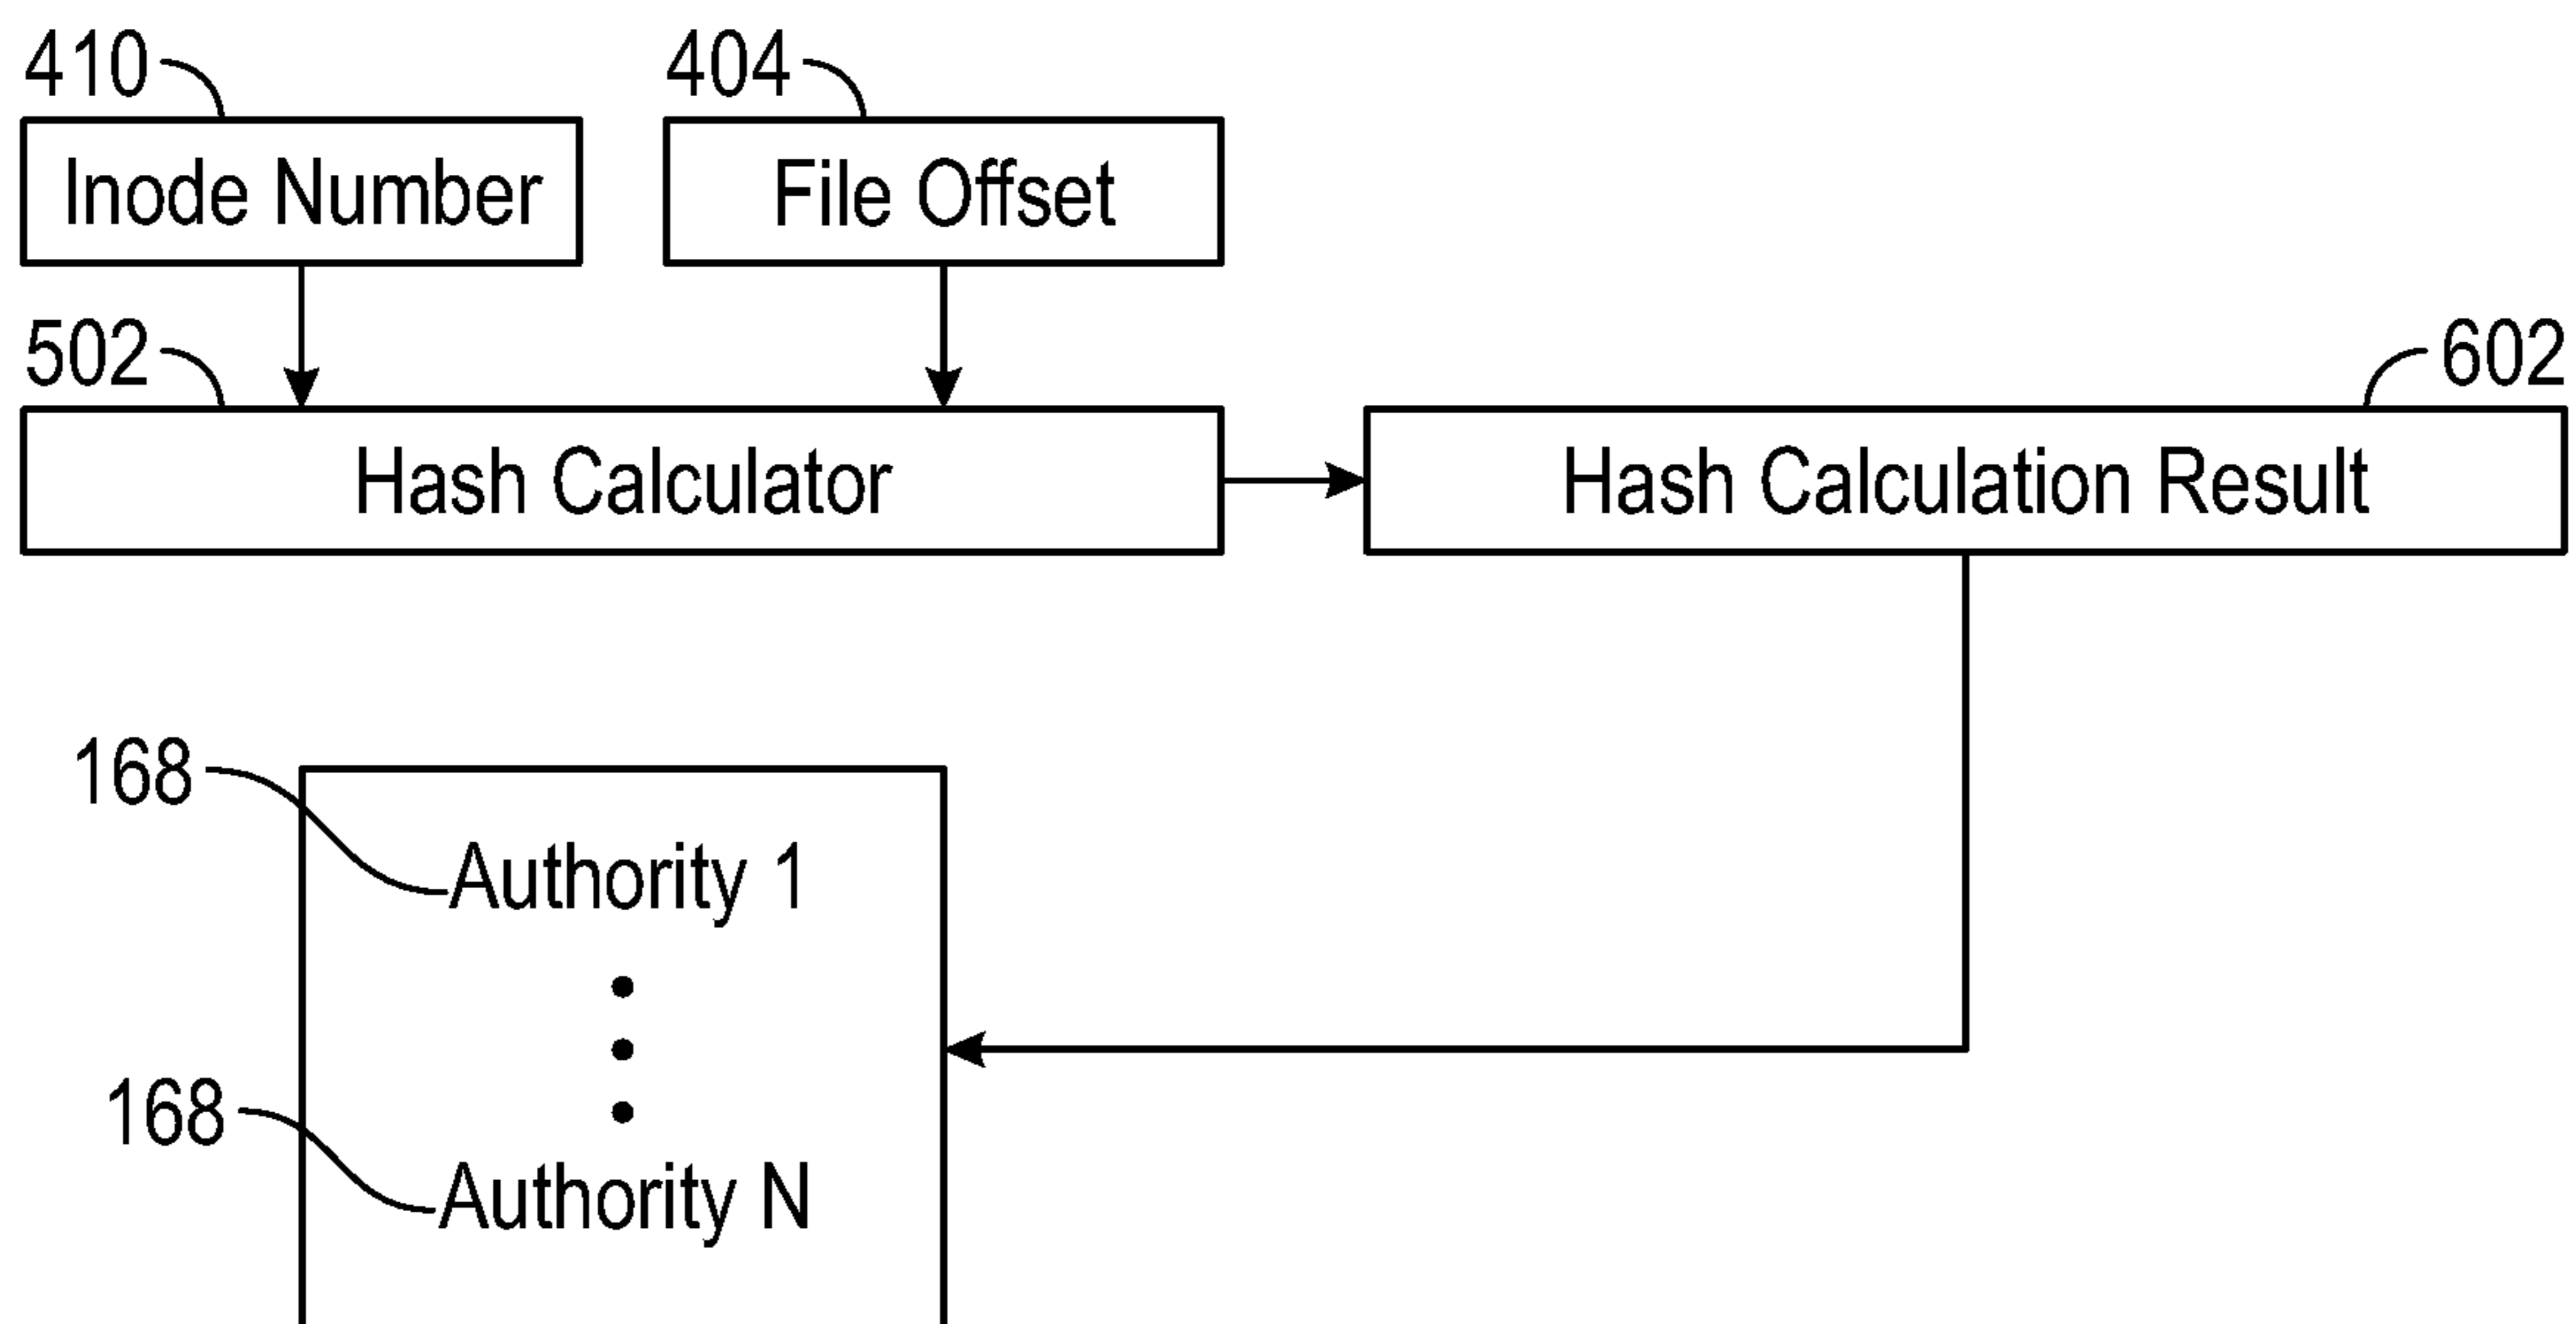 410
404
Inode Number
File Offset
502
602
Hash Calculator
Hash Calculation Result
168
Authority 1
168
Authority N